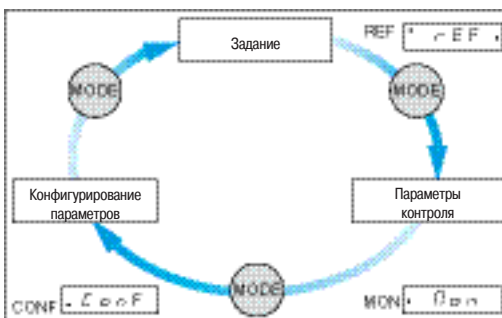 Задание
REF rEF
MODE
MODE
Конфигурирование
параметров
Параметры
контроля
MODE
CONF ConF
MON Mon